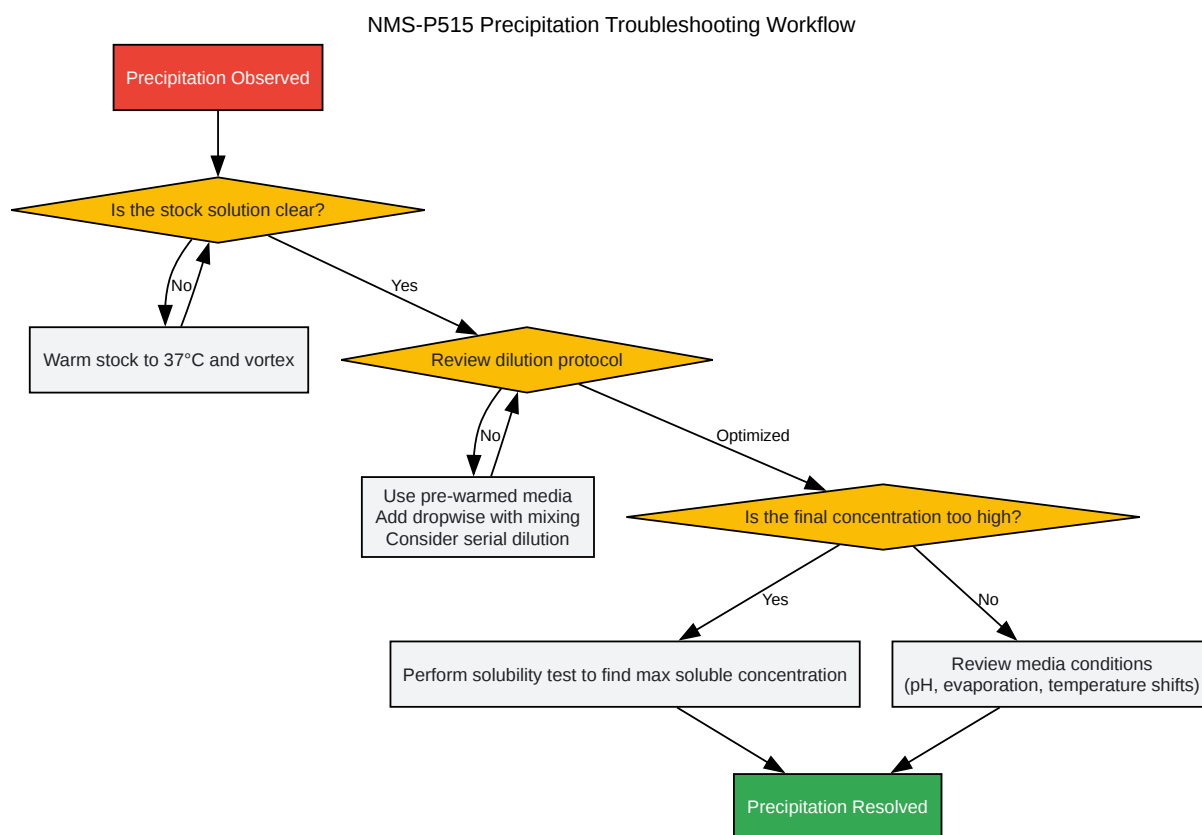 NMS-P515 Precipitation Troubleshooting Workflow
Precipitation Observed
Is the stock solution clear?
No
Yes
Warm stock to 37°C and vortex
Review dilution protocol
No
Optimized
Use pre-warmed media
Add dropwise with mixing
Consider serial dilution
Is the final concentration too high?
Yes
No
Perform solubility test to find max soluble concentration
Review media conditions
(pH, evaporation, temperature shifts)
Precipitation Resolved